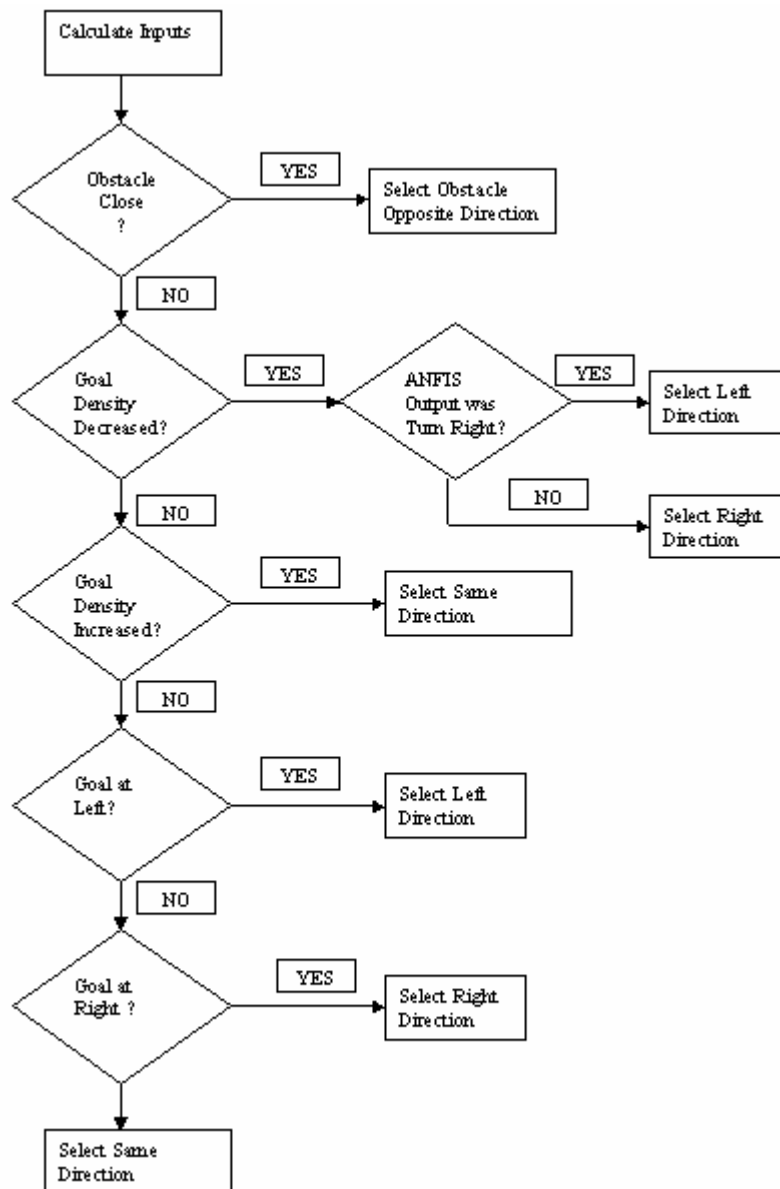 Calculate Inputs
Obstacle
Close
?
YES
Select Obstacle
Opposite Direction
NO
Goal
Density
Decreased?
YES
ANFIS
Output was
Turn Right?
YES
Select Left
Direction
NO
Select Right
Direction
NO
Goal
Density
Increased?
YES
Select Same
Direction
NO
Goal at
Left?
YES
Select Left
Direction
NO
Goal at
Right ?
YES
Select Right
Direction
Select Same
Direction